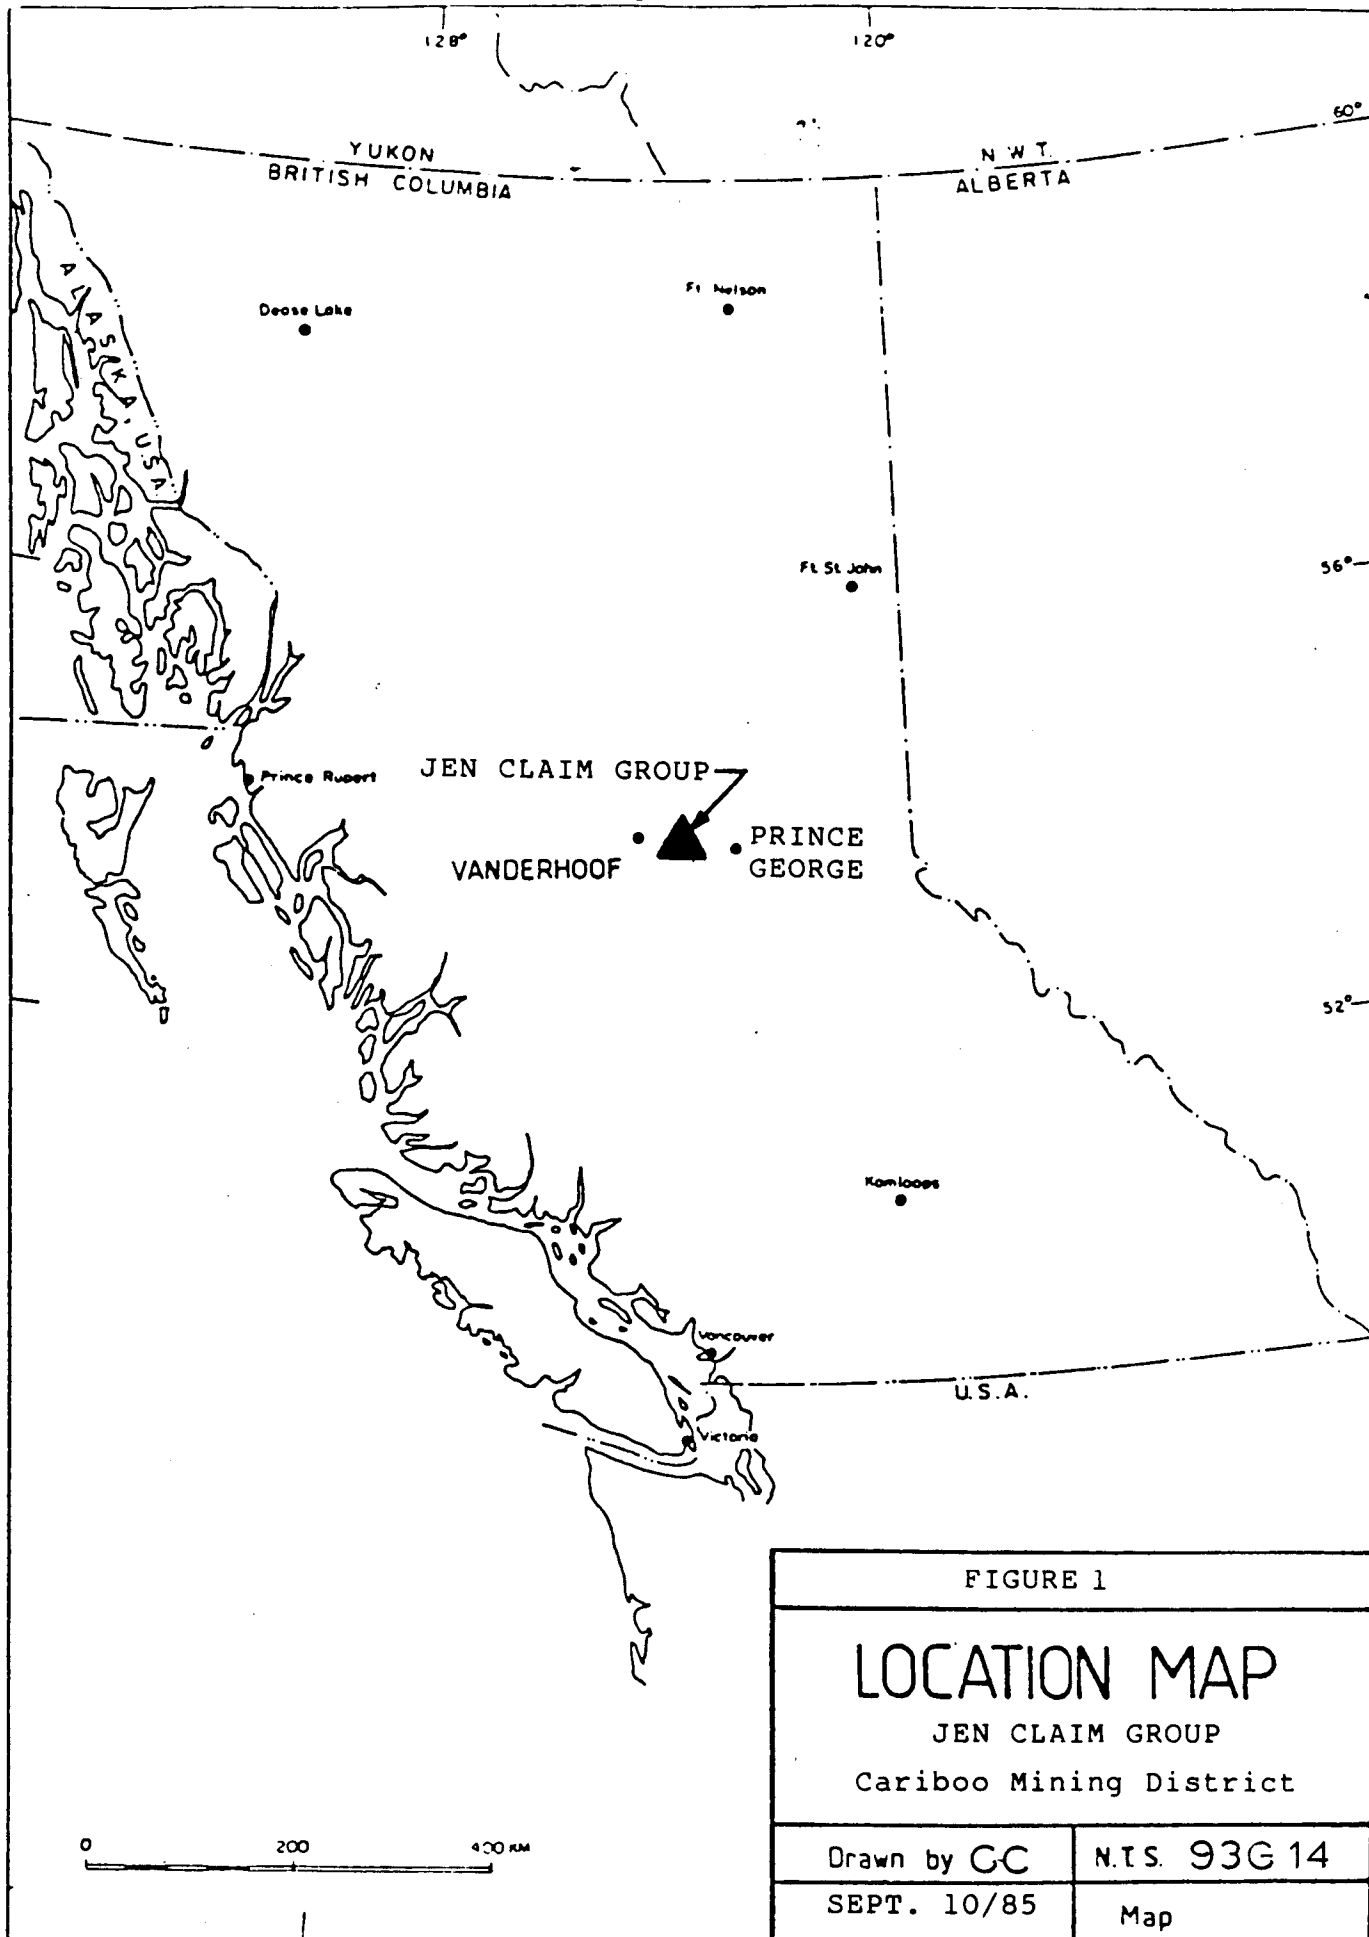 128°
120°
60°
YUKON
BRITISH COLUMBIA
N W T.
ALBERTA
ALASKA, USA
Dease Lake
Ft Nelson
Ft St John
56°
Prince Rupert
JEN CLAIM GROUP
VANDERHOOF
PRINCE
GEORGE
52°
Kamloops
Vancouver
U.S.A.
Victoria
FIGURE 1
LOCATION MAP
JEN CLAIM GROUP
Cariboo Mining District
0 200 400 KM
Drawn by GC
N.T.S. 93G 14
SEPT. 10/85
Map